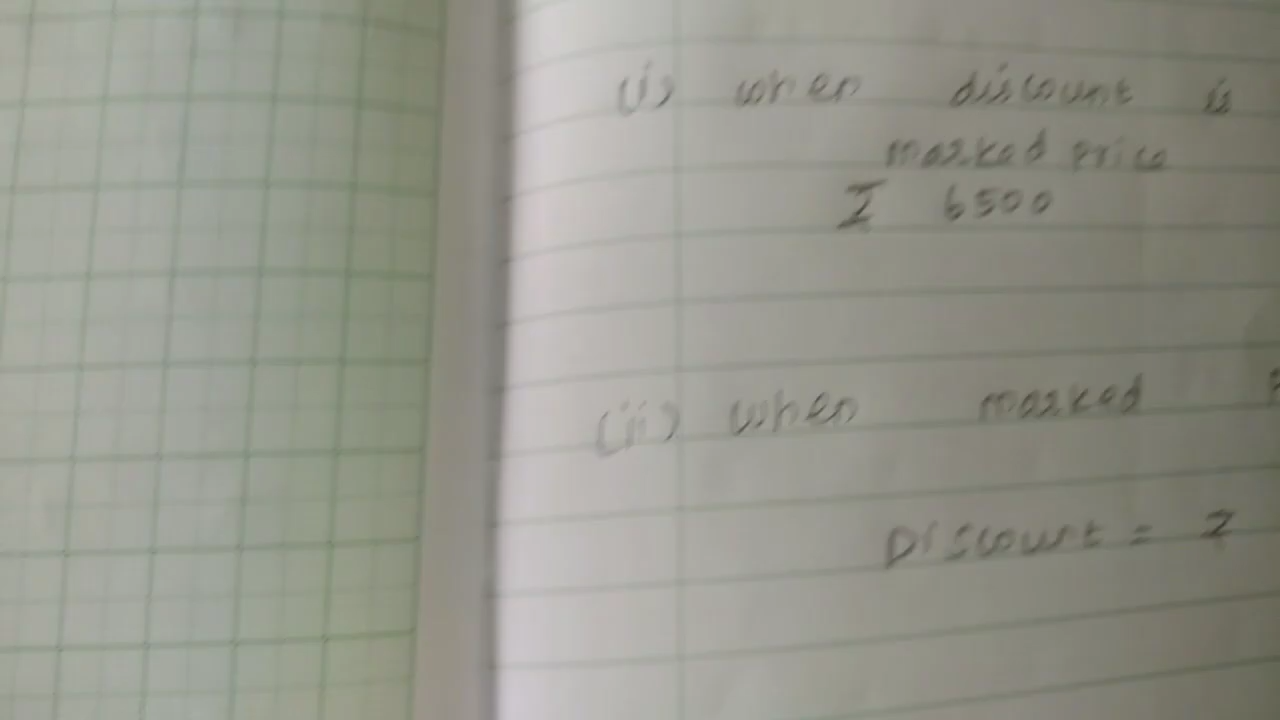 (i) when discount is
marked price
₹ 6500
(ii) when marked
Discount = ₹